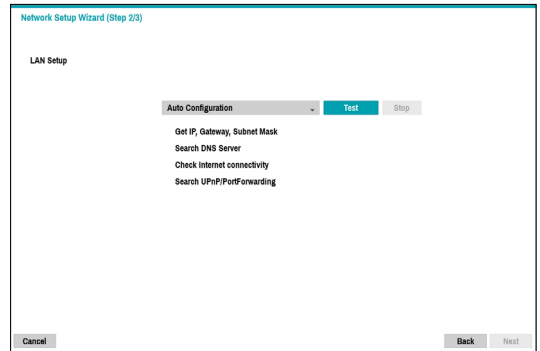 Network Setup Wizard (Step 2/3)
LAN Setup
Auto Configuration Test Stop
Get IP, Gateway, Subnet Mask
Search DNS Server
Check Internet connectivity
Search UPnP/PortForwarding
Cancel Back Next